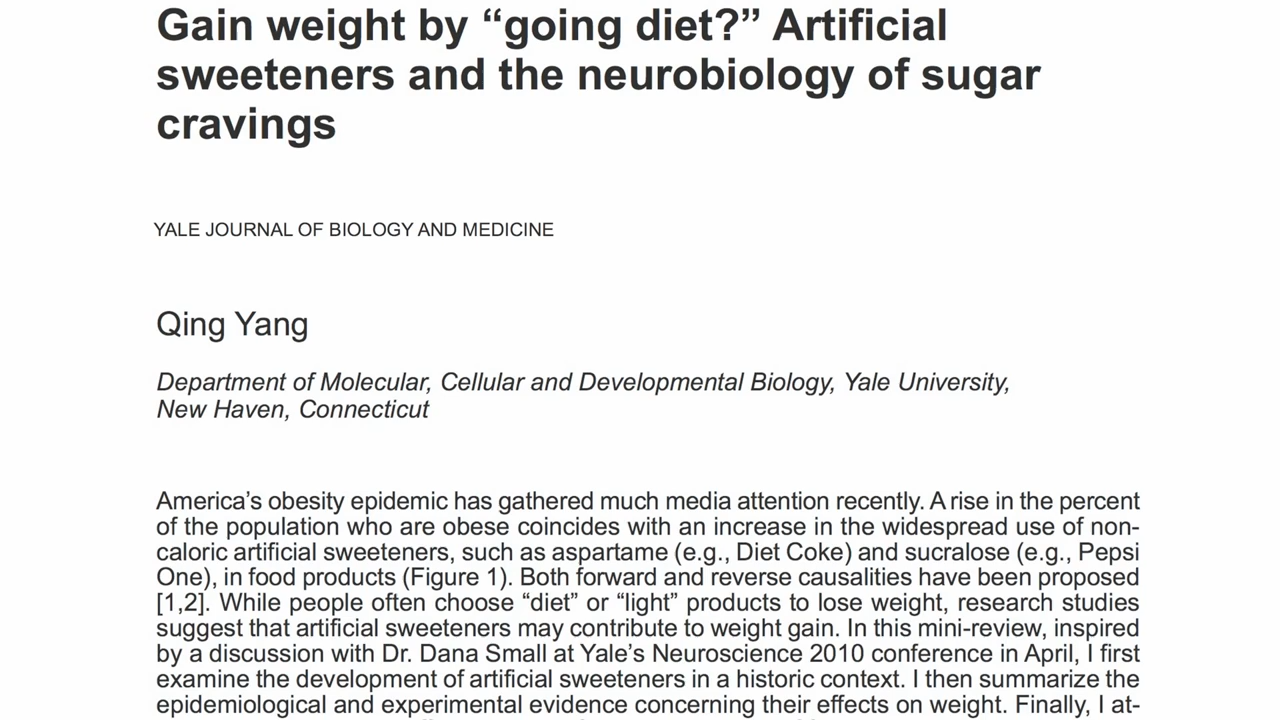 Gain weight by “going diet?” Artificial
sweeteners and the neurobiology of sugar
cravings
YALE JOURNAL OF BIOLOGY AND MEDICINE
Qing Yang
Department of Molecular, Cellular and Developmental Biology, Yale University,
New Haven, Connecticut
America’s obesity epidemic has gathered much media attention recently. A rise in the percent
of the population who are obese coincides with an increase in the widespread use of non-
caloric artificial sweeteners, such as aspartame (e.g., Diet Coke) and sucralose (e.g., Pepsi
One), in food products (Figure 1). Both forward and reverse causalities have been proposed
[1,2]. While people often choose “diet” or “light” products to lose weight, research studies
suggest that artificial sweeteners may contribute to weight gain. In this mini-review, inspired
by a discussion with Dr. Dana Small at Yale’s Neuroscience 2010 conference in April, I first
examine the development of artificial sweeteners in a historic context. I then summarize the
epidemiological and experimental evidence concerning their effects on weight. Finally, I at-